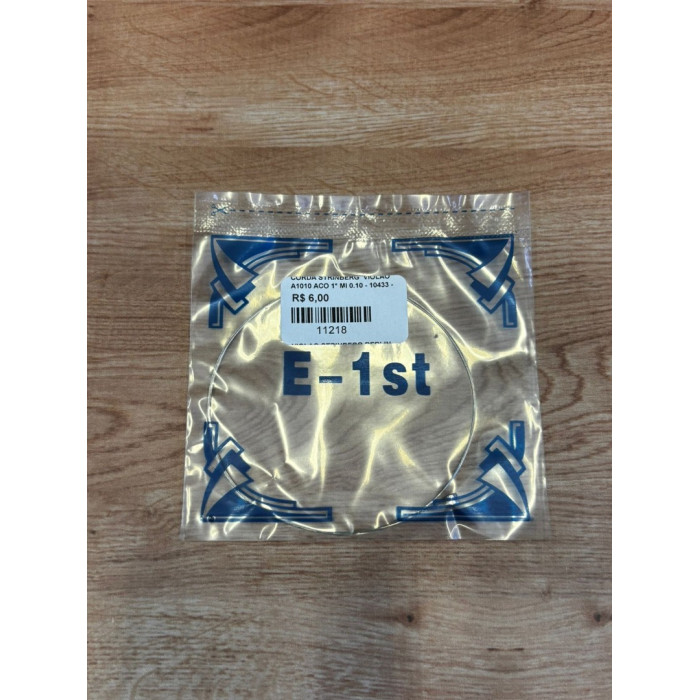 CORDA STRINBERG VIOLAO
A1010 ACO 1ª MI 0.10 - 10433 -
R$ 6,00
11218
E-1st